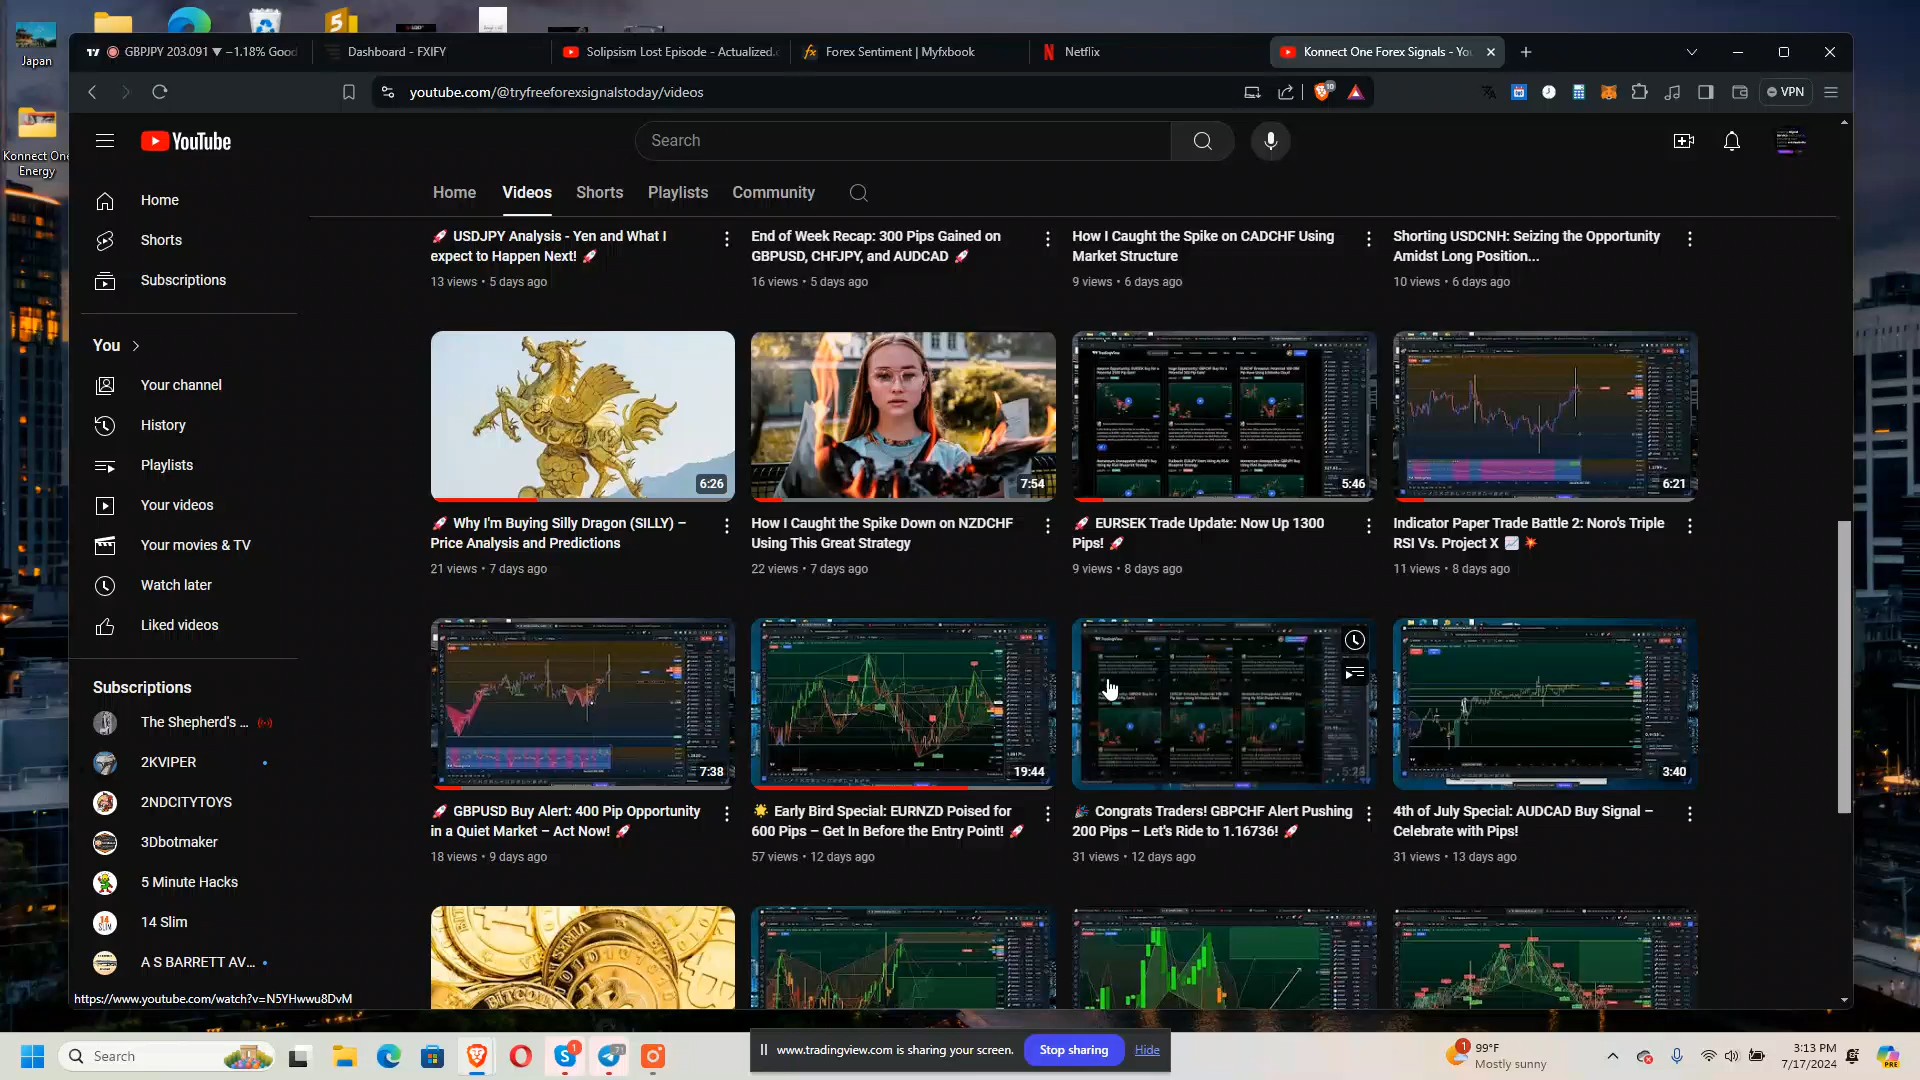 Japan
Konnect One
Energy
GBPJPY 203.091 ▼ −1.18% Good
Dashboard - FXIFY
Solipsism Lost Episode - Actualized.o
Forex Sentiment | Myfxbook
Netflix
Konnect One Forex Signals - You
youtube.com/@tryfreeforexsignalstoday/videos
VPN
YouTube
Search
Home
Videos
Shorts
Playlists
Community
Home
Shorts
Subscriptions
You
Your channel
History
Playlists
Your videos
Your movies & TV
Watch later
Liked videos
Subscriptions
The Shepherd's ...
2KVIPER
2NDCITYTOYS
3Dbotmaker
5 Minute Hacks
14 Slim
A S BARRETT AV...
🚀 USDJPY Analysis - Yen and What I
expect to Happen Next! 🚀
13 views • 5 days ago
End of Week Recap: 300 Pips Gained on
GBPUSD, CHFJPY, and AUDCAD 🚀
16 views • 5 days ago
How I Caught the Spike on CADCHF Using
Market Structure
9 views • 6 days ago
Shorting USDCNH: Seizing the Opportunity
Amidst Long Position...
10 views • 6 days ago
6:26
🚀 Why I'm Buying Silly Dragon (SILLY) –
Price Analysis and Predictions
21 views • 7 days ago
7:54
How I Caught the Spike Down on NZDCHF
Using This Great Strategy
22 views • 7 days ago
5:46
🚀 EURSEK Trade Update: Now Up 1300
Pips! 🚀
9 views • 8 days ago
6:21
Indicator Paper Trade Battle 2: Noro's Triple
RSI Vs. Project X 📈 💥
11 views • 8 days ago
7:38
🚀 GBPUSD Buy Alert: 400 Pip Opportunity
in a Quiet Market – Act Now! 🚀
18 views • 9 days ago
19:44
🌟 Early Bird Special: EURNZD Poised for
600 Pips – Get In Before the Entry Point! 🚀
57 views • 12 days ago
🎉 Congrats Traders! GBPCHF Alert Pushing
200 Pips – Let's Ride to 1.16736! 🚀
31 views • 12 days ago
3:40
4th of July Special: AUDCAD Buy Signal –
Celebrate with Pips!
31 views • 13 days ago
https://www.youtube.com/watch?v=N5YHwwu8DvM
Search
www.tradingview.com is sharing your screen.
Stop sharing
Hide
99°F
Mostly sunny
3:13 PM
7/17/2024